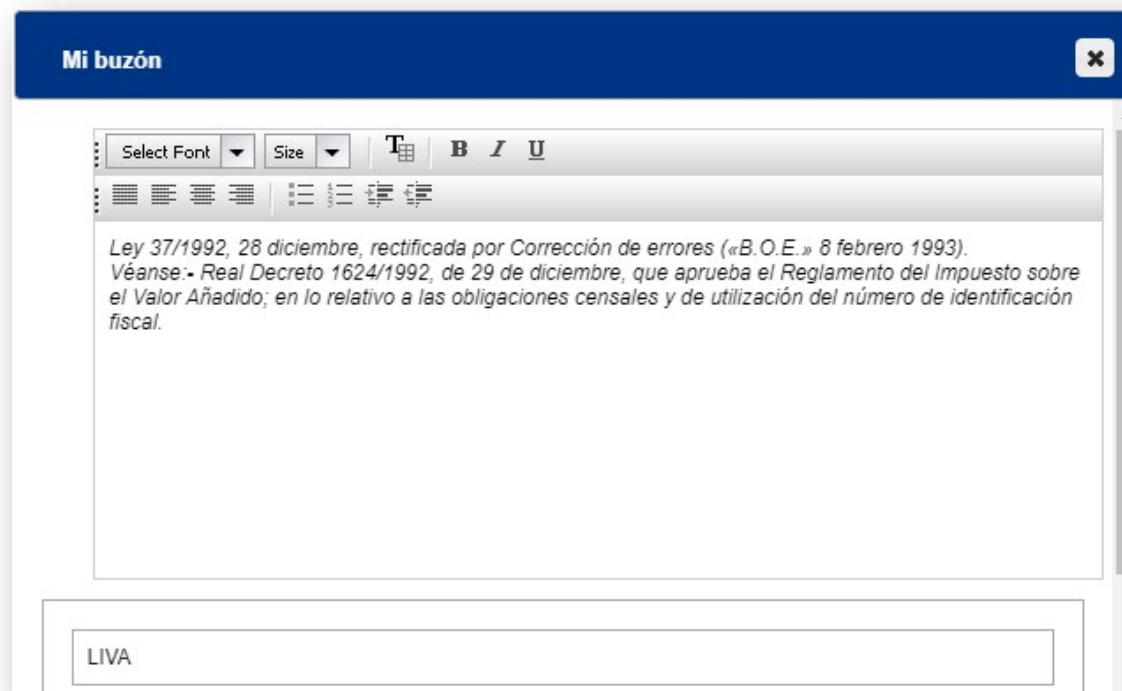 Mi buzón
Select Font Size T B I U
Ley 37/1992, 28 diciembre, rectificada por Corrección de errores («B.O.E.» 8 febrero 1993).
Véanse:- Real Decreto 1624/1992, de 29 de diciembre, que aprueba el Reglamento del Impuesto sobre
el Valor Añadido; en lo relativo a las obligaciones censales y de utilización del número de identificación
fiscal.
LIVA